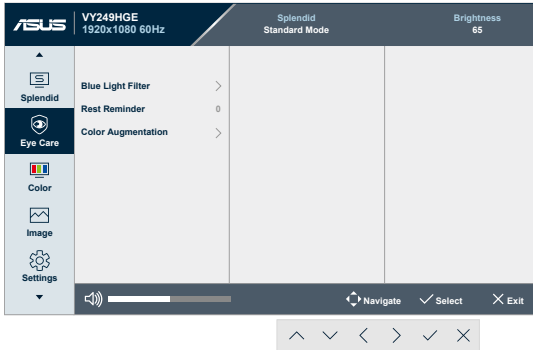 ASUS
VY249HGE
1920x1080 60Hz
Splendid
Standard Mode
Brightness
65
Splendid
Eye Care
Color
Image
Settings
Blue Light Filter
Rest Reminder 0
Color Augmentation
Navigate Select Exit